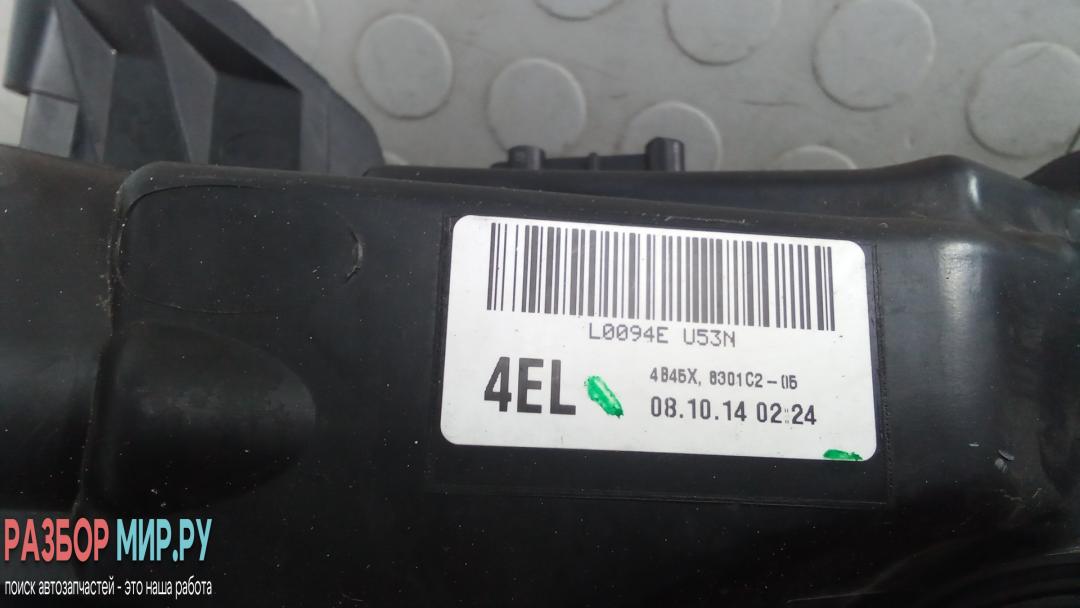 L0094E U53N
4EL
4B45X, 8301C2-05
08.10.14 02:24
РАЗБОР МИР.РУ
поиск автозапчастей - это наша работа